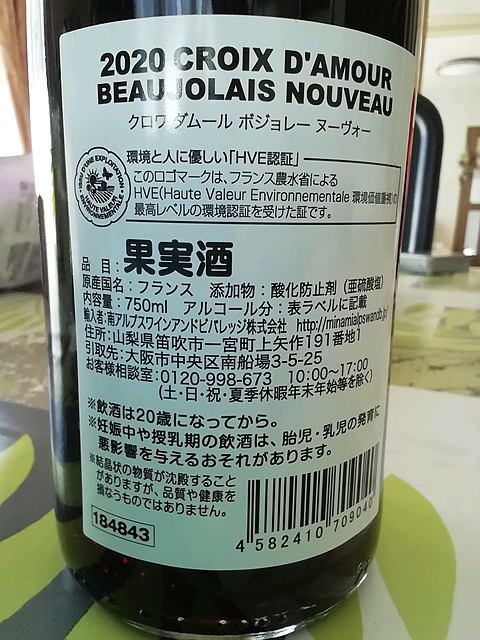 2020 CROIX D'AMOUR
BEAUJOLAIS NOUVEAU
クロワ ダムール ボジョレー ヌーヴォー
環境と人に優しい「HVE認証」
このロゴマークは、フランス農水省による
HVE(Haute Valeur Environnementale 環境価値重視)の
最高レベルの環境認証を受けた証です。
ISSU D'UNE EXPLOITATION
HAUTE VALEUR
ENVIRONNEMENTALE
品 目：果実酒
原産国名：フランス 添加物：酸化防止剤（亜硫酸塩）
内容量：750ml アルコール分：表ラベルに記載
輸入者：南アルプスワインアンドビバレッジ株式会社 http://minamialpswandb.jp/
住所：山梨県笛吹市一宮町上矢作191番地1
引取先：大阪市中央区南船場3-5-25
お客様相談室：0120-998-673 10:00〜17:00
（土・日・祝・夏季休暇年末年始等を除く）
※飲酒は20歳になってから。
※妊娠中や授乳期の飲酒は、胎児・乳児の発育に
悪影響を与えるおそれがあります。
※結晶状の物質が沈殿すること
がありますが、品質や健康を
損なうものではありません。
184843
4 582410 709040